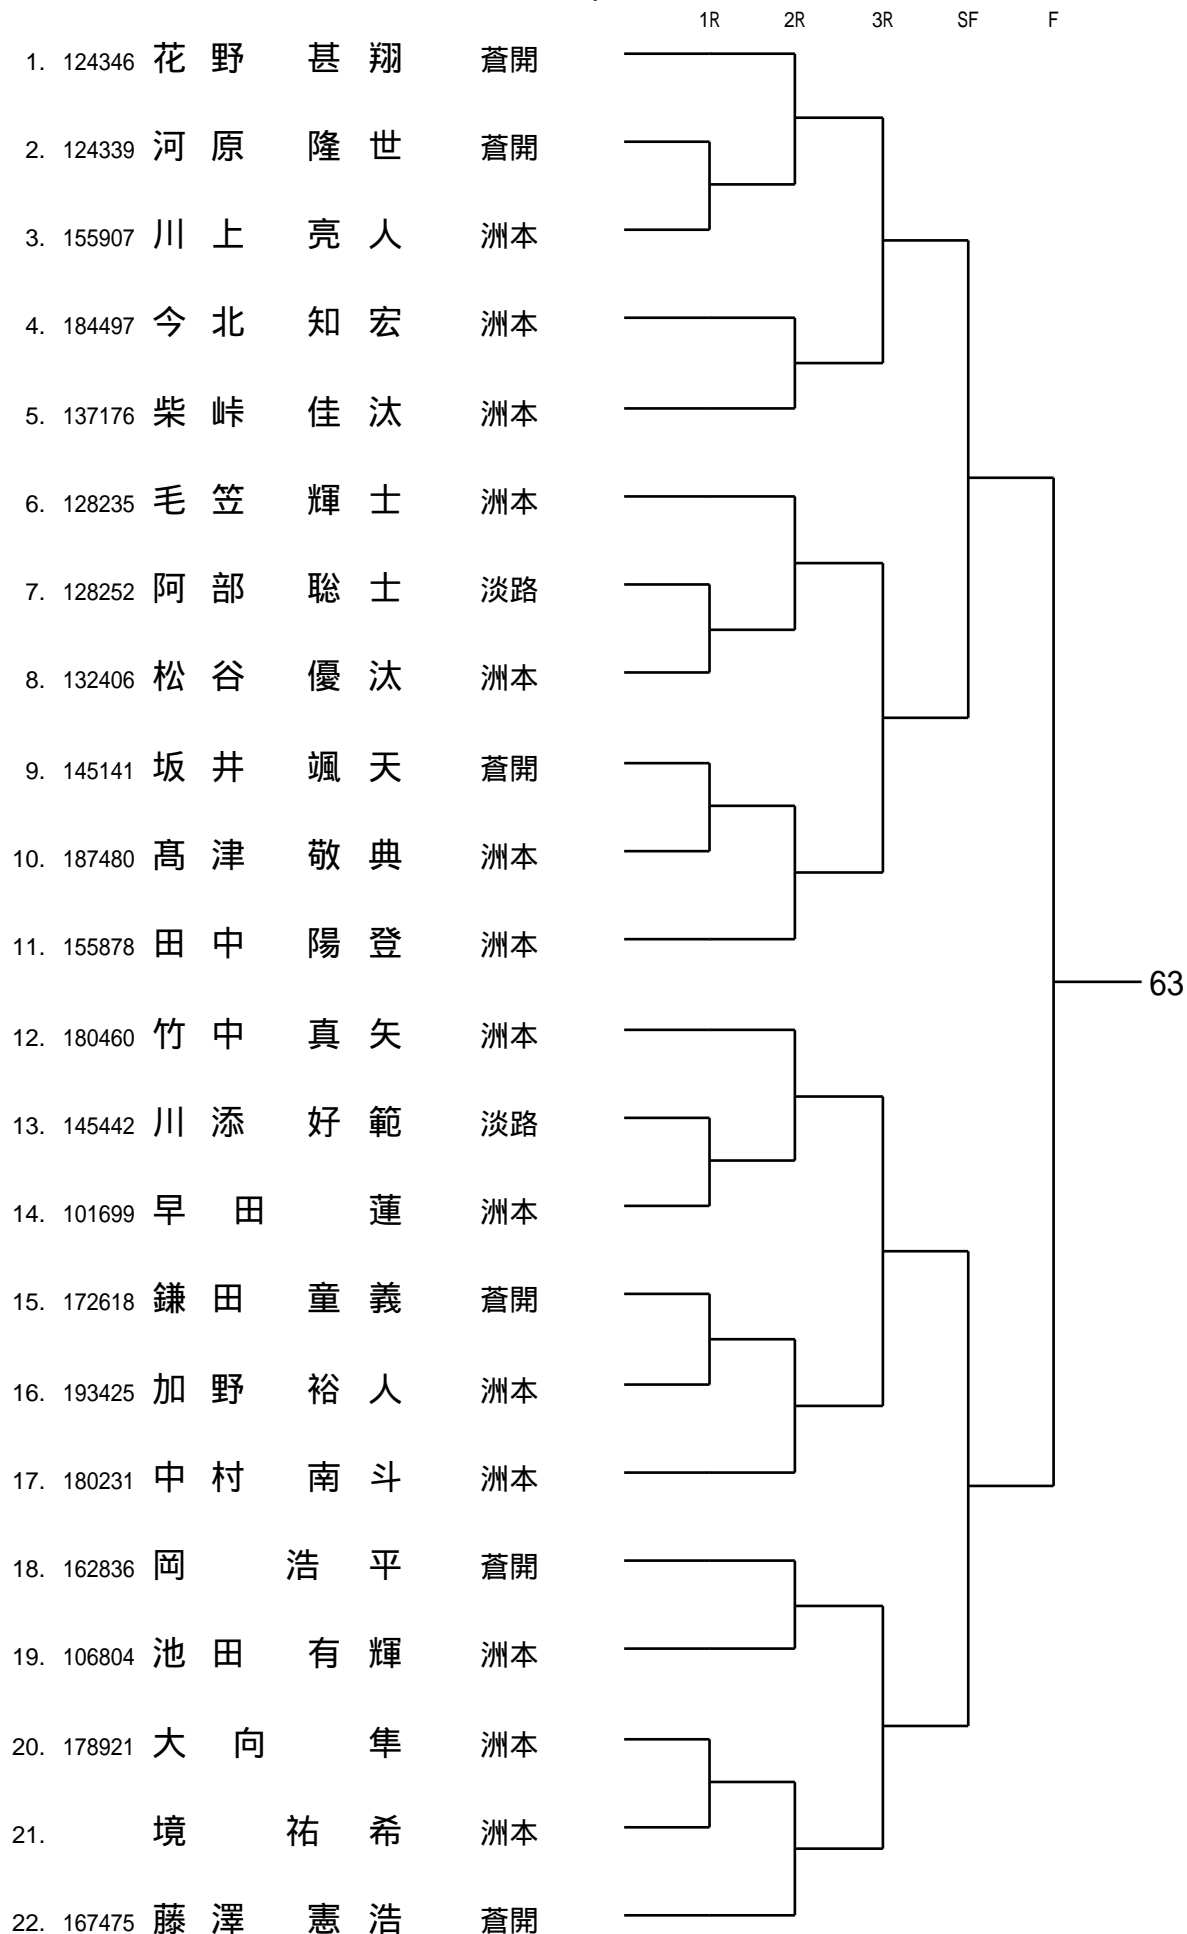 1R 2R 3R SF F
1. 124346 花野 甚翔 蒼開
2. 124339 河原 隆世 蒼開
3. 155907 川上 亮人 洲本
4. 184497 今北 知宏 洲本
5. 137176 柴峠 佳汰 洲本
6. 128235 毛笠 輝士 洲本
7. 128252 阿部 聡士 淡路
8. 132406 松谷 優汰 洲本
9. 145141 坂井 颯天 蒼開
10. 187480 髙津 敬典 洲本
11. 155878 田中 陽登 洲本
63
12. 180460 竹中 真矢 洲本
13. 145442 川添 好範 淡路
14. 101699 早田 蓮 洲本
15. 172618 鎌田 童義 蒼開
16. 193425 加野 裕人 洲本
17. 180231 中村 南斗 洲本
18. 162836 岡 浩平 蒼開
19. 106804 池田 有輝 洲本
20. 178921 大向 隼 洲本
21. 境 祐希 洲本
22. 167475 藤澤 憲浩 蒼開